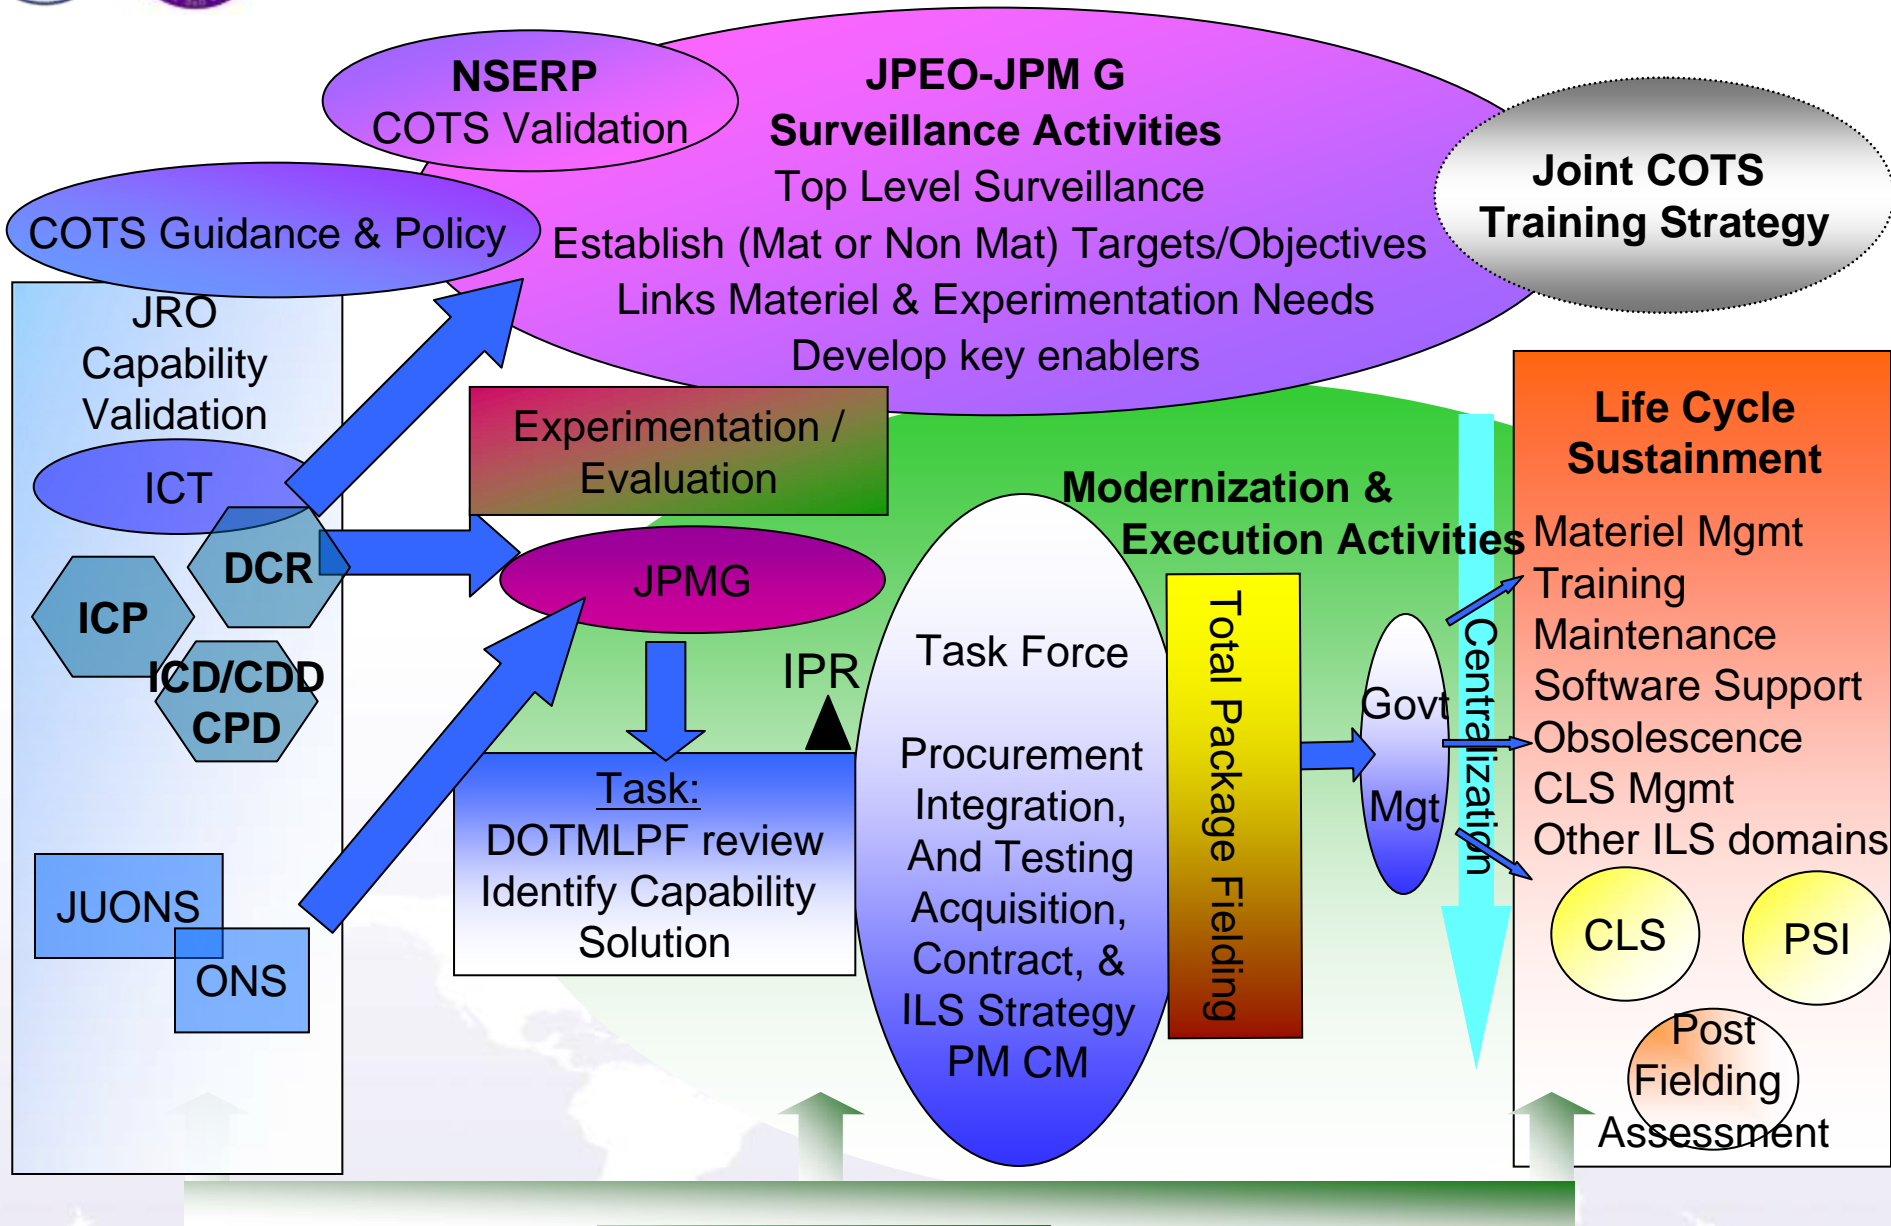 NSERP
COTS Validation
JPEO-JPM G
Surveillance Activities
Top Level Surveillance
Establish (Mat or Non Mat) Targets/Objectives
Links Materiel & Experimentation Needs
Develop key enablers
Joint COTS
Training Strategy
COTS Guidance & Policy
JRO
Capability
Validation
ICT
DCR
ICP
ICD/CDD
CPD
JUONS
ONS
Experimentation /
Evaluation
JPMG
IPR
Task:
DOTMLPF review
Identify Capability
Solution
Modernization &
Execution Activities
Task Force
Procurement
Integration,
And Testing
Acquisition,
Contract, &
ILS Strategy
PM CM
Total Package Fielding
Govt
Mgt
Centralization
Life Cycle
Sustainment
Materiel Mgmt
Training
Maintenance
Software Support
Obsolescence
CLS Mgmt
Other ILS domains
CLS
PSI
Post
Fielding
Assessment